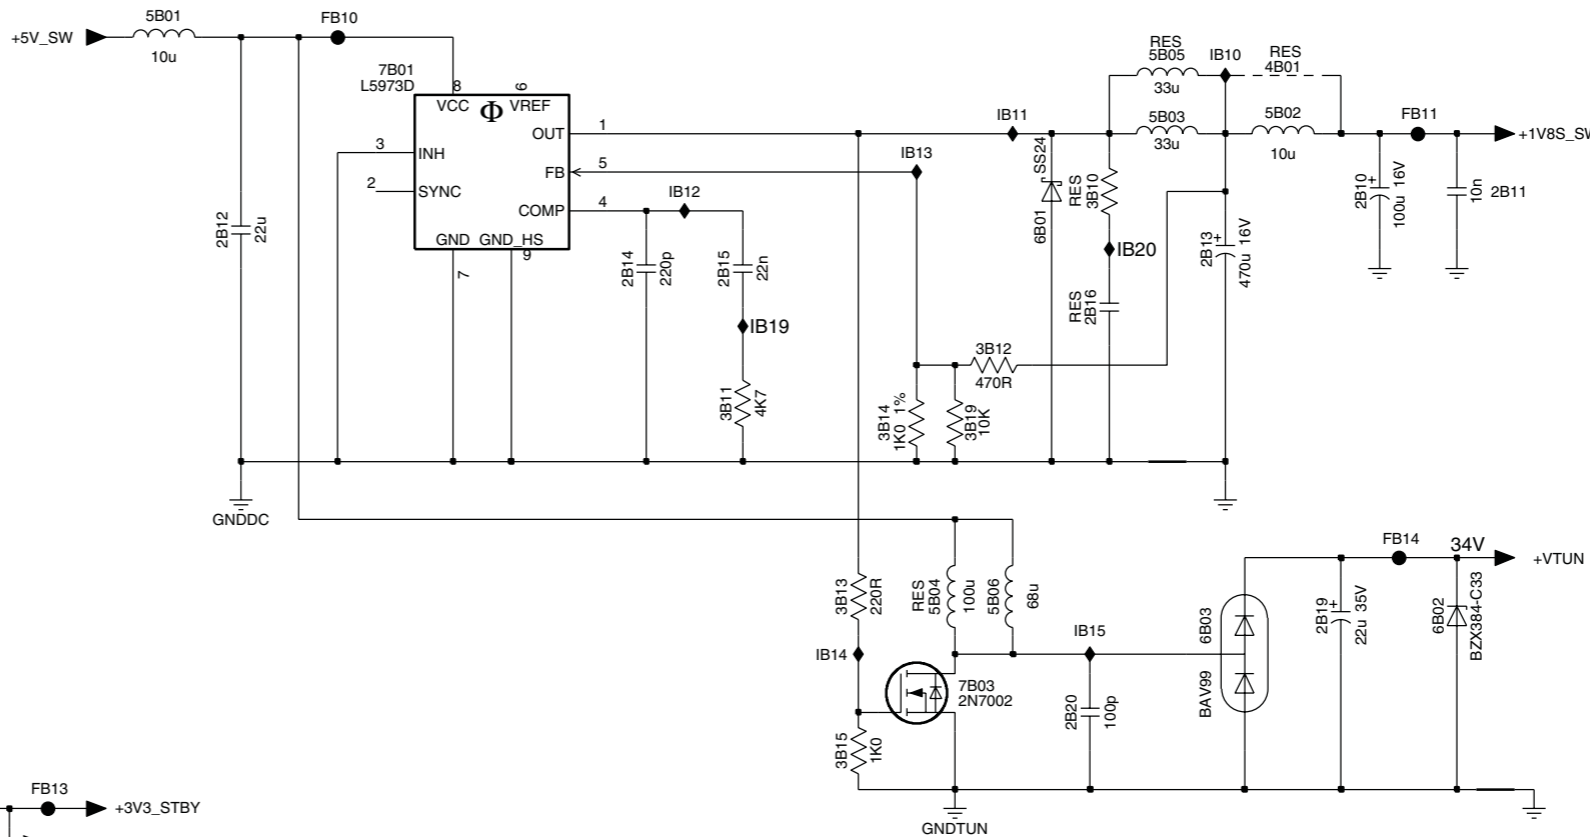 5B01
FB10
+5V_SW
10u
7B01
L5973D
8
6
VCC
VREF
Φ
OUT
1
3
INH
FB
5
2
SYNC
COMP
4
GND
GND_HS
7
9
2B12
22u
IB12
IB13
2B14
220p
2B15
22n
IB19
3B11
4K7
GNDDC
IB11
RES
5B05
33u
IB10
RES
4B01
5B03
33u
5B02
10u
FB11
+1V8S_SW
SS24
6B01
RES
3B10
IB20
RES
2B16
2B13
+
470u 16V
2B10
+
100u 16V
10n
2B11
3B12
470R
3B14
1K0 1%
3B19
10K
3B13
220R
RES
5B04
100u
5B06
68u
IB14
IB15
7B03
2N7002
3B15
1K0
2B20
100p
6B03
BAV99
FB14
34V
+VTUN
2B19
+
22u 35V
6B02
BZX384-C33
GNDTUN
FB13
+3V3_STBY